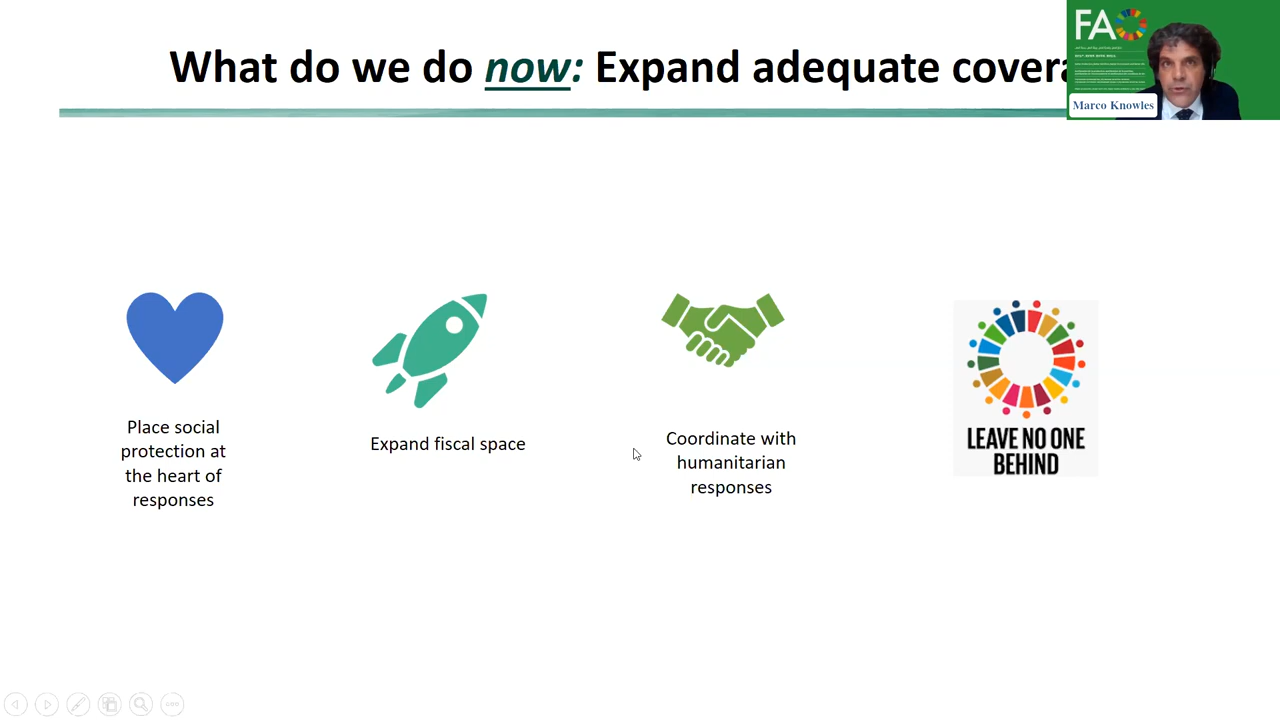 What do we do now: Expand adequate
FAO
Marco Knowles
Place social
protection at
the heart of
responses
Expand fiscal space
Coordinate with
humanitarian
responses
LEAVE NO ONE
BEHIND